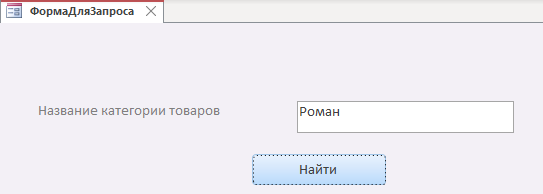 ФормаДляЗапроса
Название категории товаров
Роман
Найти